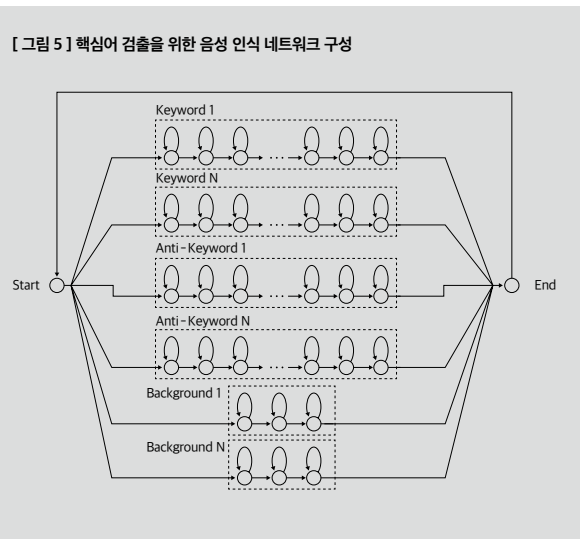 [ 그림 5 ] 핵심어 검출을 위한 음성 인식 네트워크 구성
Keyword 1
Keyword N
Anti-Keyword 1
Start
End
Anti-Keyword N
Background 1
Background N